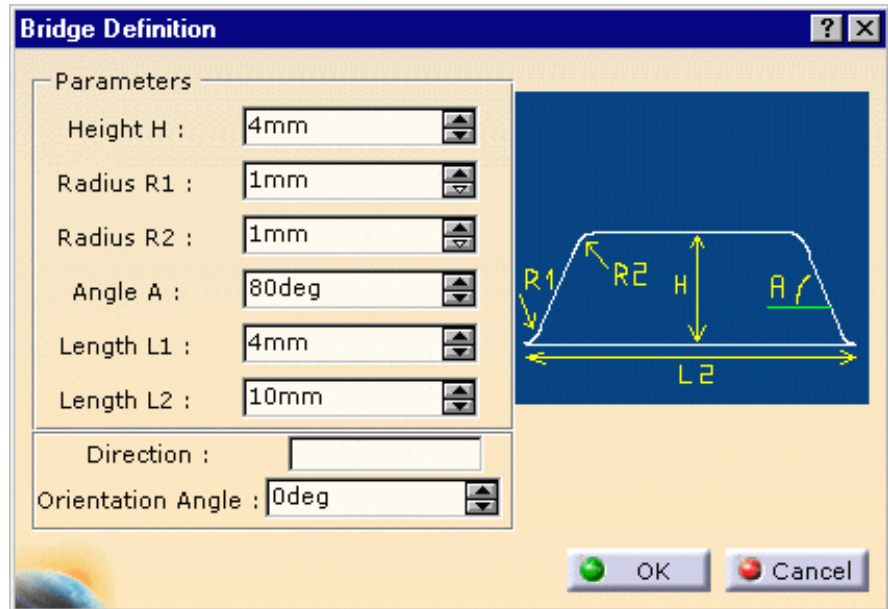 Bridge Definition
Parameters
Height H : 4mm
Radius R1 : 1mm
Radius R2 : 1mm
Angle A : 80deg
Length L1 : 4mm
Length L2 : 10mm
Direction :
Orientation Angle : 0deg
R1 R2 H A
L2
OK Cancel